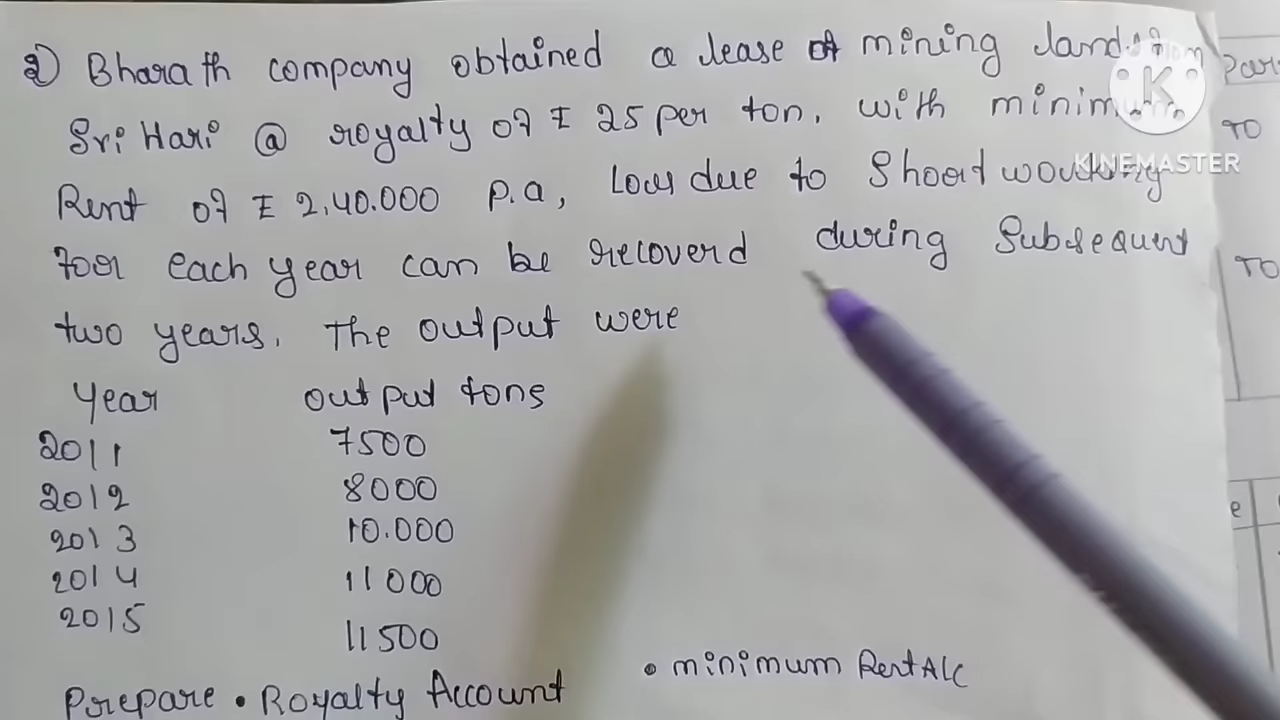 2) Bharath company obtained a lease of mining land from
Sri Hari @ royalty of ₹ 25 per ton, with minimum
Rent of ₹ 2,40.000 p.a, Loss due to Short working
for each year can be recoverd during Subsequent
two years. The output were
Year output tons
2011 7500
2012 8000
2013 10.000
2014 11000
2015 11500
Prepare • Royalty Account • minimum Rent A/c
K
KINEMASTER
Par
TO
TO
e